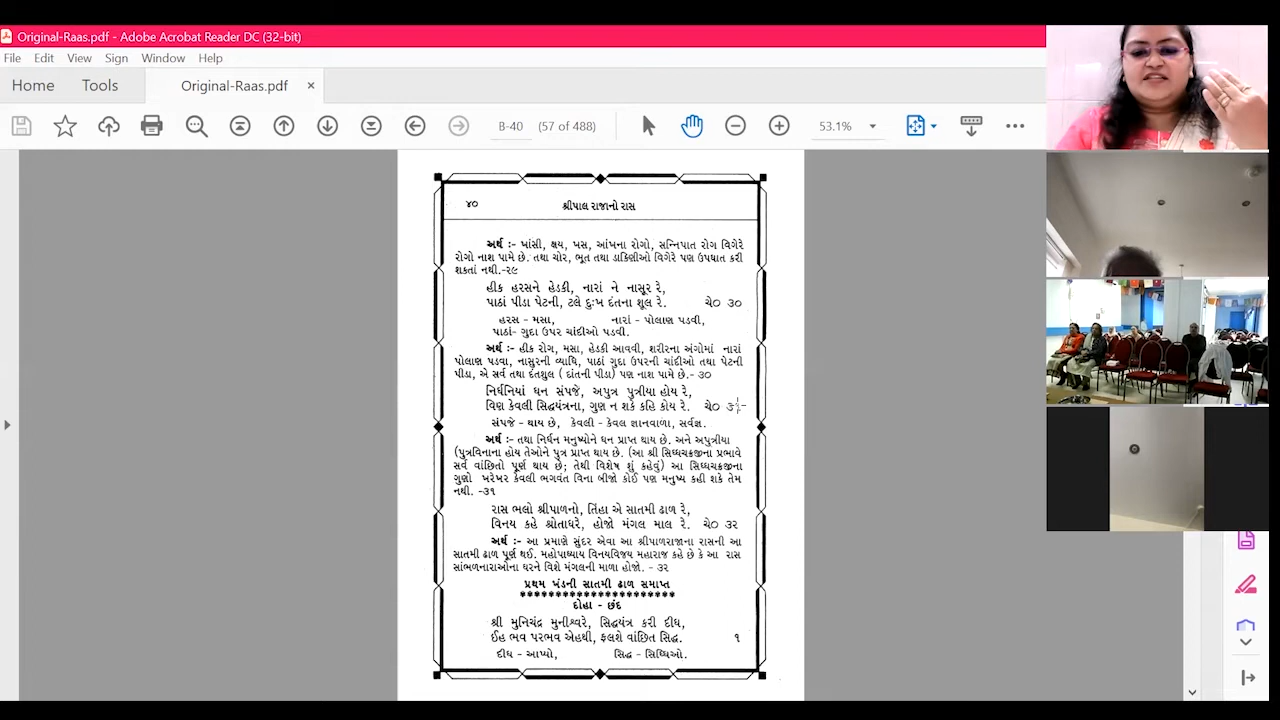 Original-Raas.pdf - Adobe Acrobat Reader DC (32-bit)
File Edit View Sign Window Help
Home Tools Original-Raas.pdf ×
B-40 (57 of 488) 53.1%
૪૦ શ્રીપાલ રાજાનો રાસ
અર્થ :- ખાંસી, ક્ષય, ખસ, આંખના રોગો, સન્નિપાત રોગ વિગેરે
રોગો નાશ પામે છે. તથા ચોર, ભૂત તથા ડાકિણીઓ વિગેરે પણ ઉપઘાત કરી
શકતાં નથી.-૨૯
હીક હરસને હેડકી, નારાં ને નાસૂર રે,
પાઠાં પીડા પેટની, ટલે દુઃખ દંતના શૂલ રે. ચે૦ ૩૦
હરસ - મસા, નારાં - પોલાણ પડવી,
પાઠાં- ગુદા ઉપર ચાંદીઓ પડવી.
અર્થ :- હીક રોગ, મસા, હેડકી આવવી, શરીરના અંગોમાં નારાં
પોલાણ પડવા, નાસુરની વ્યાધિ, પાઠાં ગુદા ઉપરની ચાંદીઓ તથા પેટની
પીડા, એ સર્વ તથા દંતશુલ ( દાંતની પીડા) પણ નાશ પામે છે.- ૩૦
નિર્ધનિયાં ધન સંપજે, અપુત્ર પુત્રીયા હોય રે,
વિણ કેવલી સિદ્ધયંત્રના, ગુણ ન શકે કહિ કોય રે. ચે૦
સંપજે - થાય છે, કેવલી - કેવલ જ્ઞાનવાળા, સર્વજ્ઞ.
અર્થ :- તથા નિર્ધન મનુષ્યોને ધન પ્રાપ્ત થાય છે. અને અપુત્રીયા
(પુત્રવિનાના હોય તેઓને પુત્ર પ્રાપ્ત થાય છે. (આ શ્રી સિધ્ધચક્રજીના પ્રભાવે
સર્વ વાંછિતો પૂર્ણ થાય છે; તેથી વિશેષ શું કહેવું) આ સિધ્ધચક્રજીના
ગુણો ખરેખર કેવલી ભગવંત વિના બીજો કોઈ પણ મનુષ્ય કહી શકે તેમ
નથી. -૩૧
રાસ ભલો શ્રીપાળનો, તિંહા એ સાતમી ઢાળ રે,
વિનય કહે શ્રોતાઘરે, હોજો મંગલ માલ રે. ચે૦ ૩૨
અર્થ :- આ પ્રમાણે સુંદર એવા આ શ્રીપાળરાજાના રાસની આ
સાતમી ઢાળ પૂર્ણ થઈ. મહોપાધ્યાય વિનયવિજય મહારાજ કહે છે કે આ રાસ
સાંભળનારાઓના ઘરને વિશે મંગલની માળા હોજો. - ૩૨
પ્રથમ ખંડની સાતમી ઢાળ સમાપ્ત
દોહા - છંદ
શ્રી મુનિચંદ્ર મુનીશ્વરે, સિદ્ધયંત્ર કરી દીધ,
ઈહ ભવ પરભવ એહથી, ફલશે વાંછિત સિદ્ધ. ૧
દીધ - આપ્યો, સિદ્ધ - સિધ્ધિઓ.